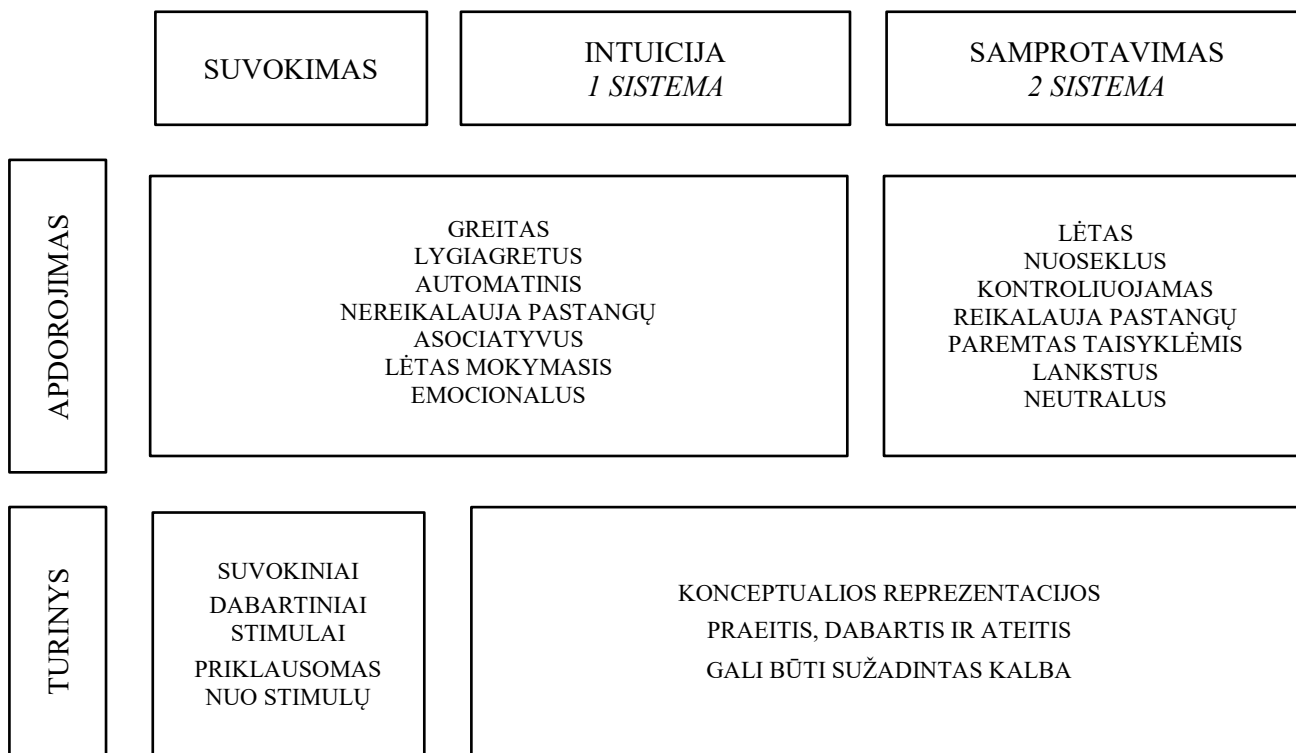 SUVOKIMAS
INTUICIJA
1 SISTEMA
SAMPROTAVIMAS
2 SISTEMA
APDOROJIMAS
GREITAS
LYGIAGRETUS
AUTOMATINIS
NEREIKALAUJA PASTANGŲ
ASOCIATYVUS
LĖTAS MOKYMASIS
EMOCIONALUS
LĖTAS
NUOSEKLUS
KONTROLIUOJAMAS
REIKALAUJA PASTANGŲ
PAREMTAS TAISYKLĖMIS
LANKSTUS
NEUTRALUS
TURINYS
SUVOKINIAI
DABARTINIAI
STIMULAI
PRIKLAUSOMAS
NUO STIMULŲ
KONCEPTUALIOS REPREZENTACIJOS
PRAEITIS, DABARTIS IR ATEITIS
GALI BŪTI SUŽADINTAS KALBA